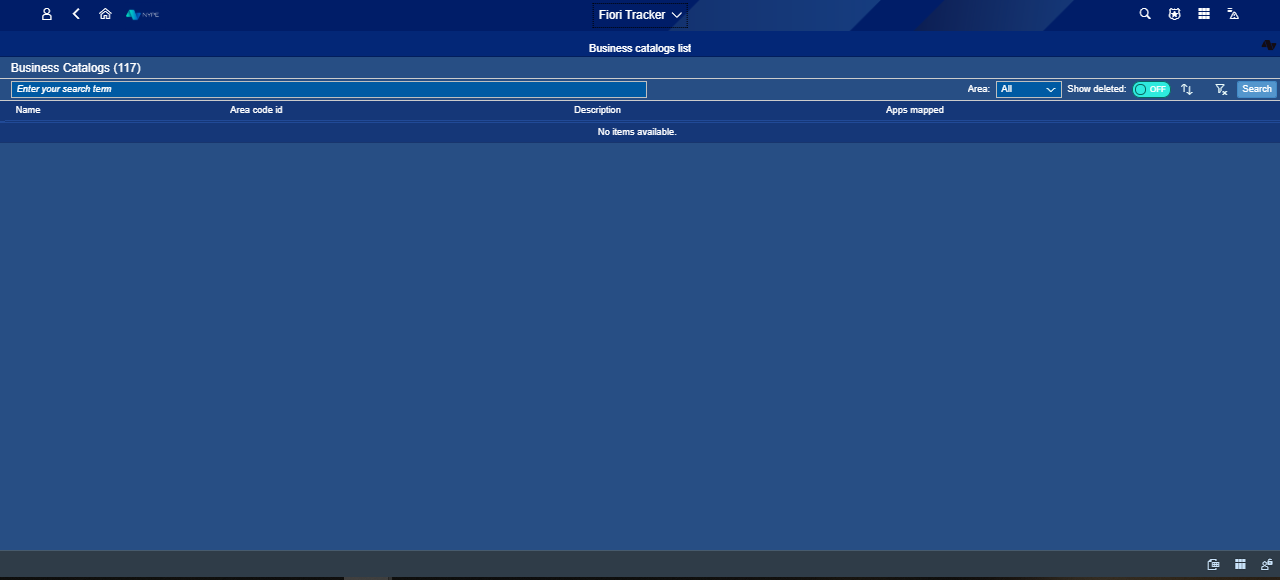 NYPE
Fiori Tracker
Business catalogs list
Business Catalogs (117)
Enter your search term
Area: All Show deleted: OFF Search
Name Area code id Description Apps mapped
No items available.